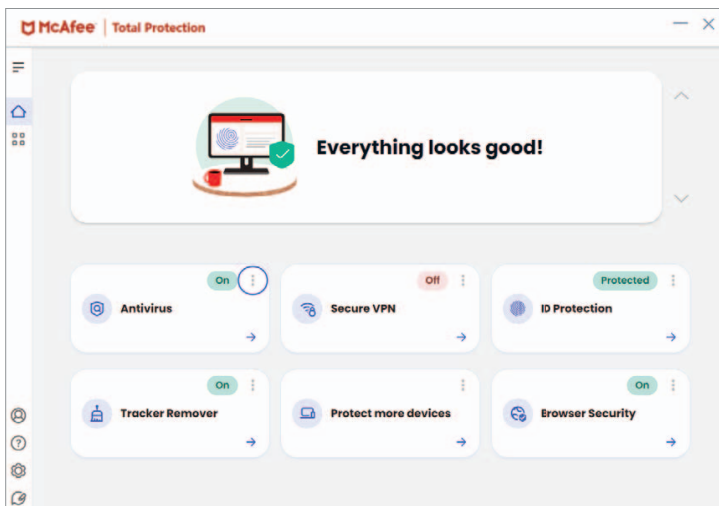 McAfee | Total Protection
Everything looks good!
On
Antivirus
Off
Secure VPN
Protected
ID Protection
On
Tracker Remover
Protect more devices
On
Browser Security